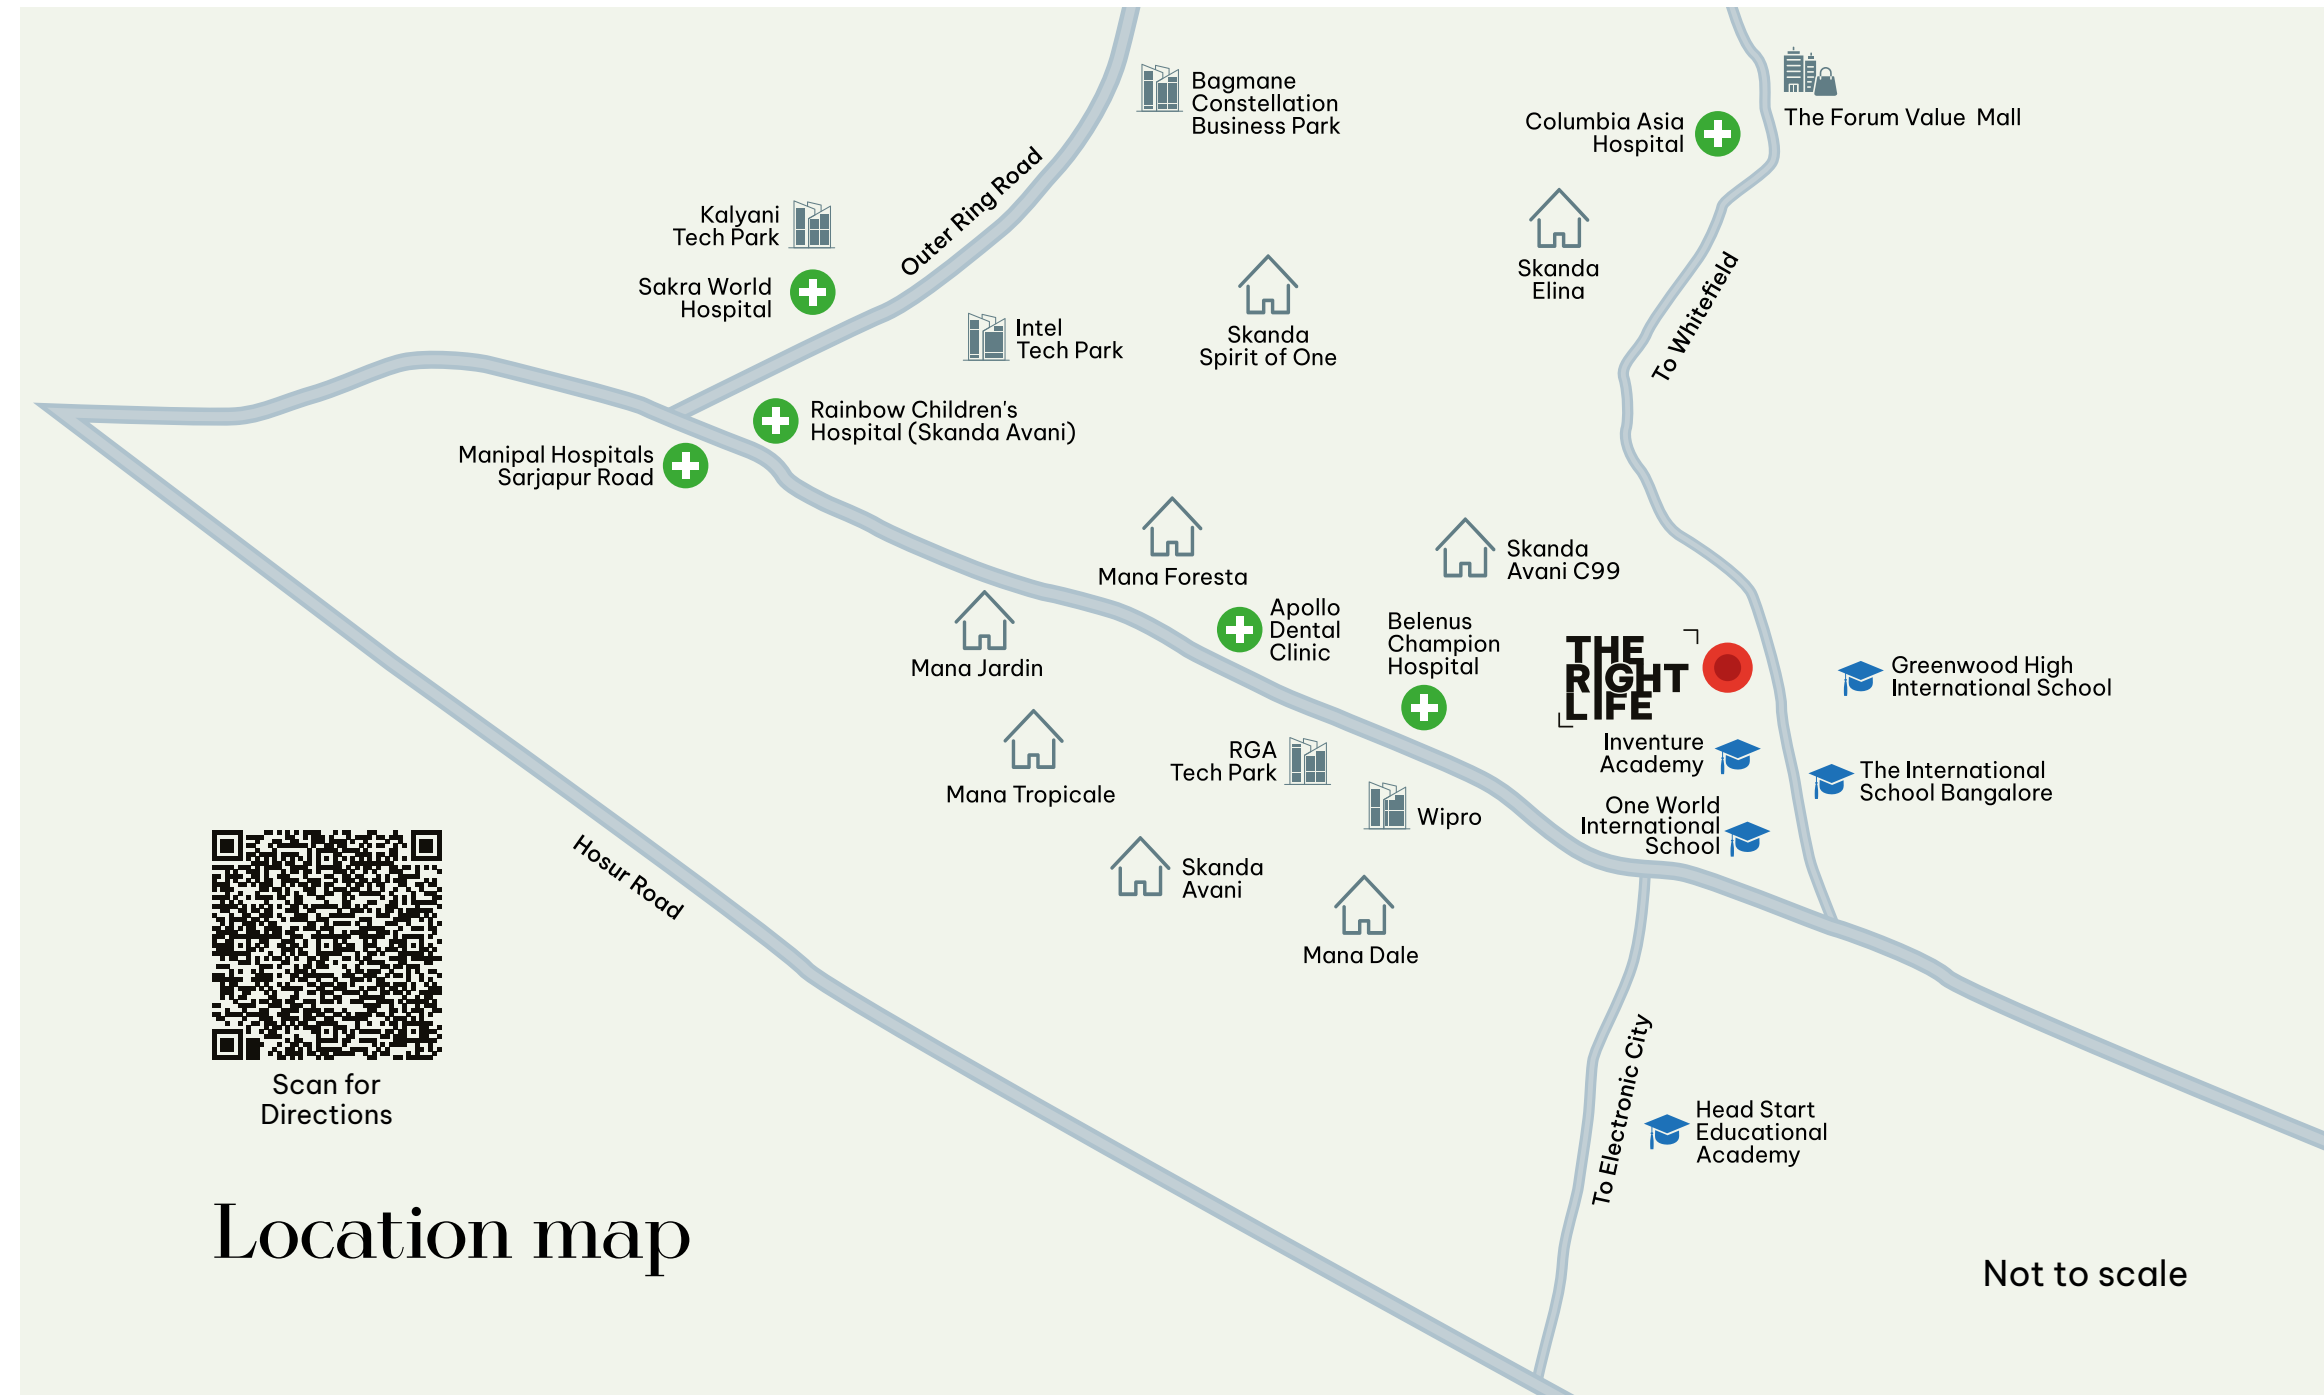 Bagmane
Constellation
Business Park
The Forum Value Mall
Columbia Asia
Hospital
Outer Ring Road
Kalyani
Tech Park
Sakra World
Hospital
Skanda
Elina
To Whitefield
Intel
Tech Park
Skanda
Spirit of One
Rainbow Children's
Hospital (Skanda Avani)
Manipal Hospitals
Sarjapur Road
Mana Foresta
Skanda
Avani C99
Apollo
Dental
Clinic
Belenus
Champion
Hospital
Mana Jardin
THE
RIGHT
LIFE
Greenwood High
International School
RGA
Tech Park
Inventure
Academy
The International
School Bangalore
Mana Tropicale
Wipro
One World
International
School
Hosur Road
Skanda
Avani
Mana Dale
Scan for
Directions
To Electronic City
Head Start
Educational
Academy
Location map
Not to scale